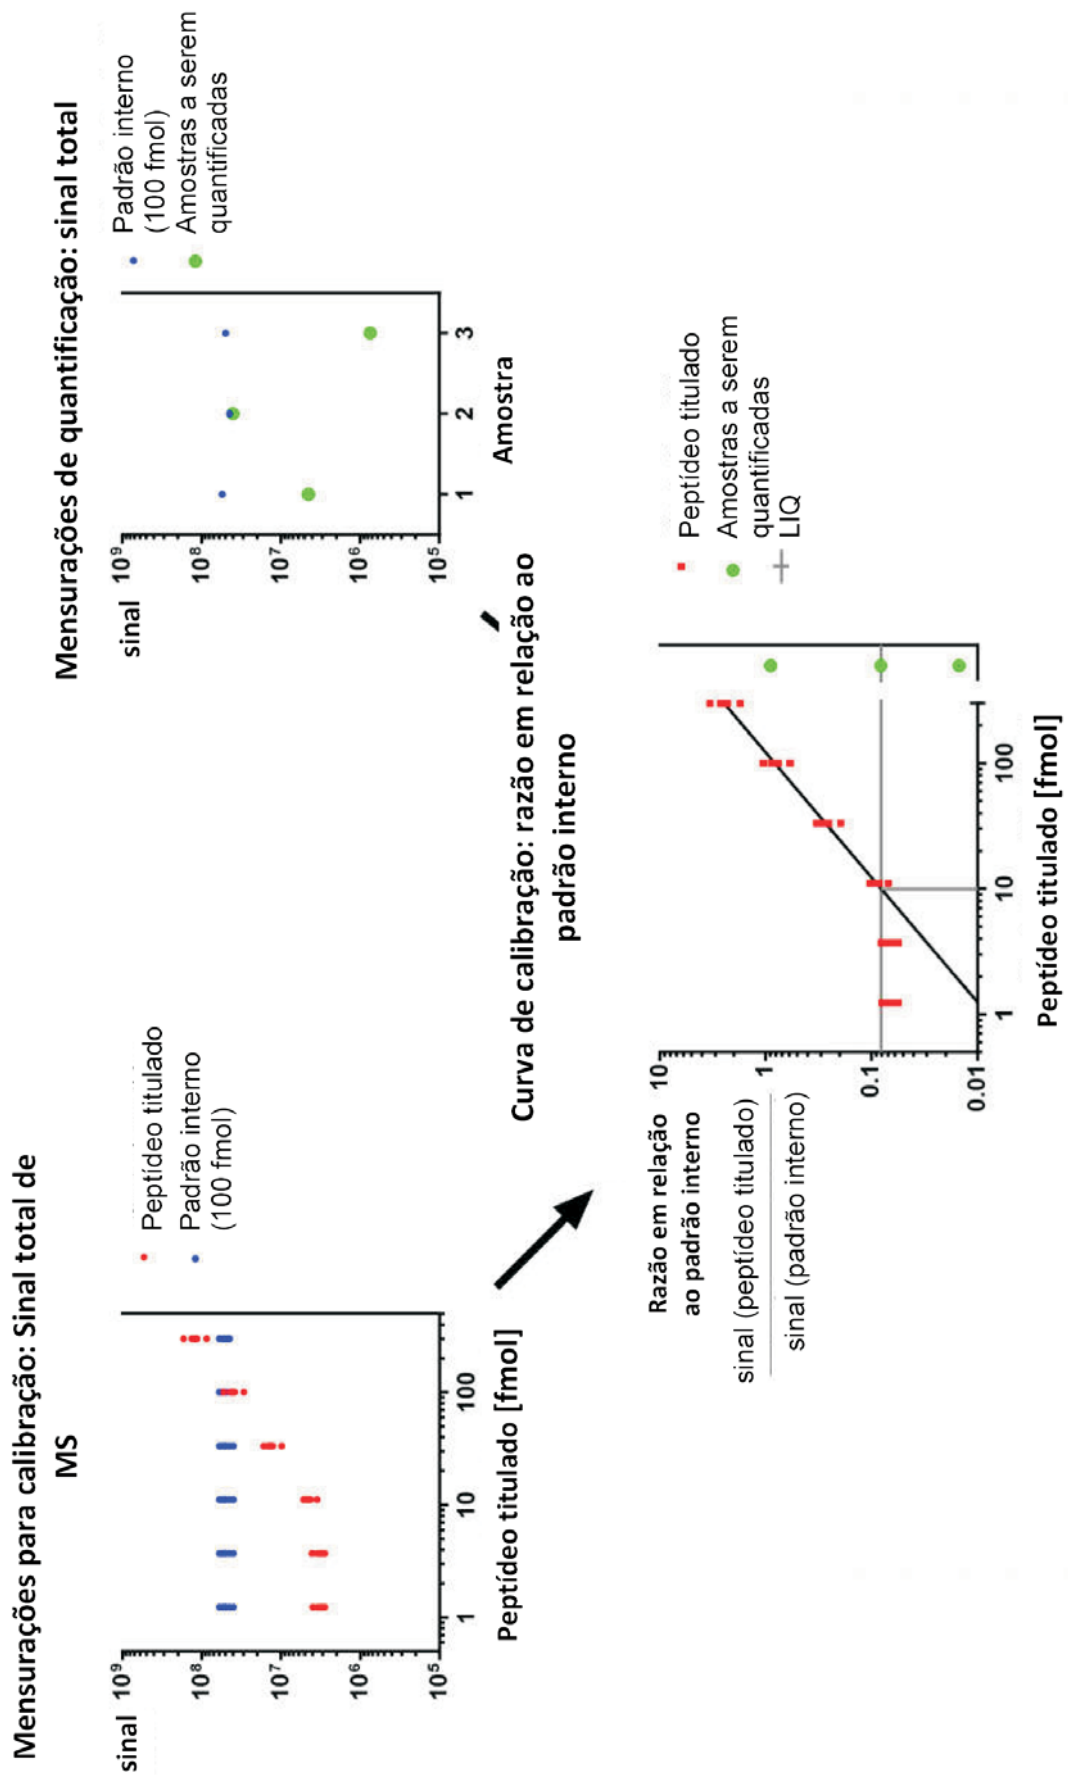 Mensurações para calibração: Sinal total de
MS
sinal
10⁹
10⁸
10⁷
10⁶
10⁵
1
10
100
Peptídeo titulado [fmol]
Peptídeo titulado
Padrão interno
(100 fmol)
Mensurações de quantificação: sinal total
sinal
10⁹
10⁸
10⁷
10⁶
10⁵
1
2
3
Amostra
Padrão interno
(100 fmol)
Amostras a serem
quantificadas
Curva de calibração: razão em relação ao
padrão interno
Razão em relação
ao padrão interno
sinal (peptídeo titulado)
sinal (padrão interno)
10
1
0.1
0.01
1
10
100
Peptídeo titulado [fmol]
Peptídeo titulado
Amostras a serem
quantificadas
LIQ